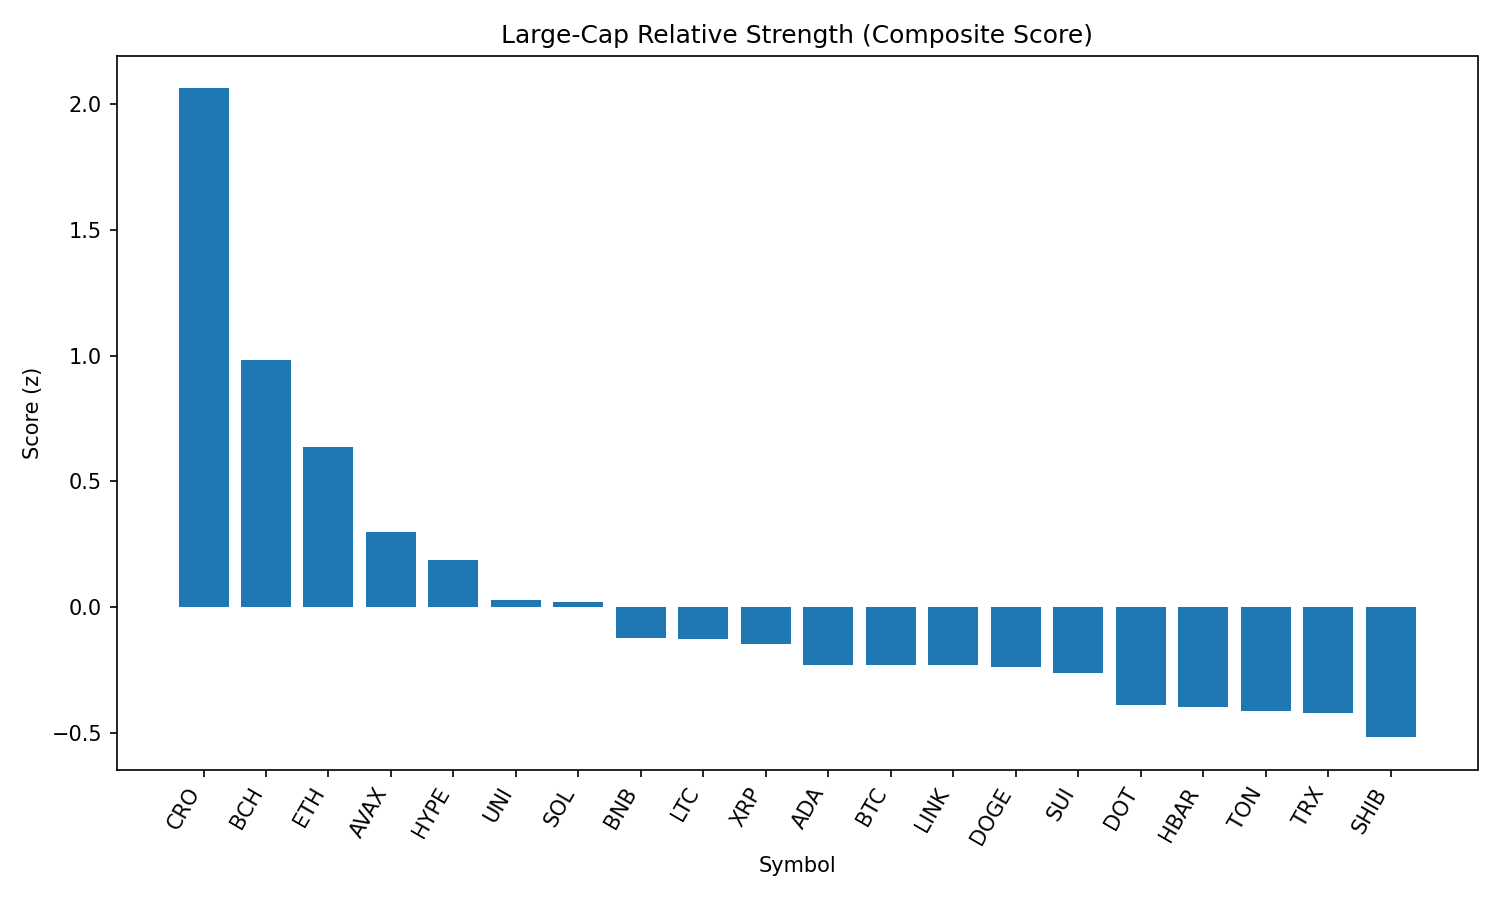 Large-Cap Relative Strength (Composite Score)
2.0
1.5
1.0
0.5
0.0
−0.5
Score (z)
CRO
BCH
ETH
AVAX
HYPE
UNI
SOL
BNB
LTC
XRP
ADA
BTC
LINK
DOGE
SUI
DOT
HBAR
TON
TRX
SHIB
Symbol